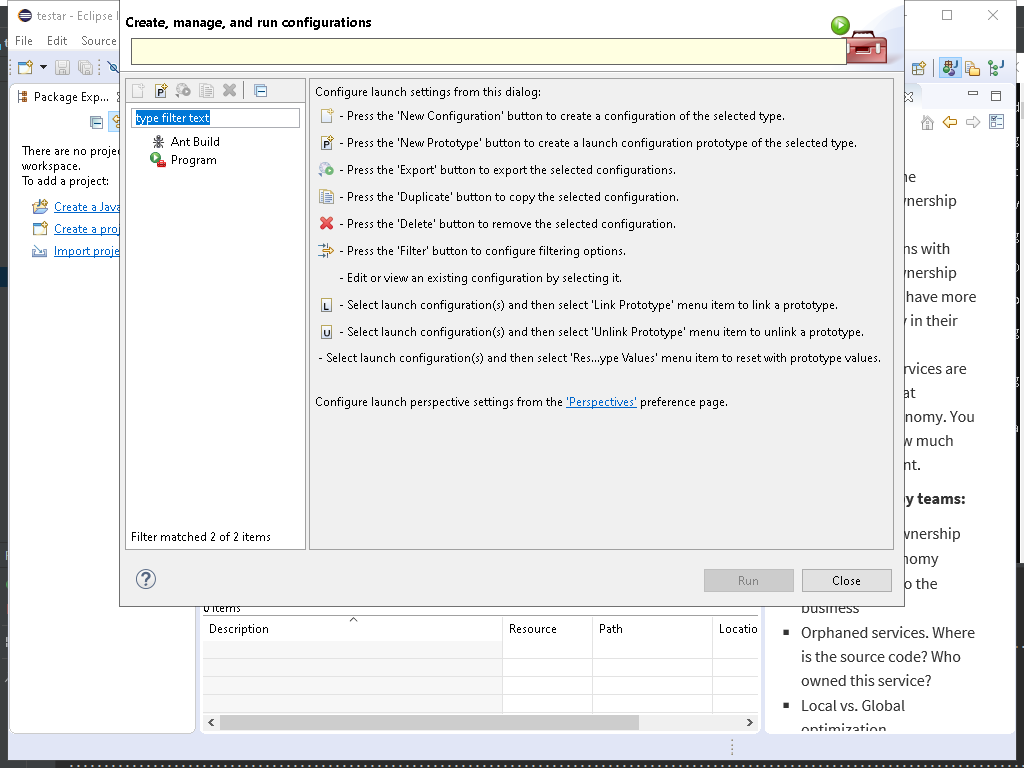 testar - Eclipse I
Create, manage, and run configurations
File Edit Source
Package Exp...
There are no proje
workspace.
To add a project:
Create a Java
Create a proj
Import proje
type filter text
Ant Build
Program
Filter matched 2 of 2 items
Configure launch settings from this dialog:
- Press the 'New Configuration' button to create a configuration of the selected type.
- Press the 'New Prototype' button to create a launch configuration prototype of the selected type.
- Press the 'Export' button to export the selected configurations.
- Press the 'Duplicate' button to copy the selected configuration.
- Press the 'Delete' button to remove the selected configuration.
- Press the 'Filter' button to configure filtering options.
- Edit or view an existing configuration by selecting it.
- Select launch configuration(s) and then select 'Link Prototype' menu item to link a prototype.
- Select launch configuration(s) and then select 'Unlink Prototype' menu item to unlink a prototype.
- Select launch configuration(s) and then select 'Res...ype Values' menu item to reset with prototype values.
Configure launch perspective settings from the 'Perspectives' preference page.
Run Close
0 items
Description Resource Path Locatio
ne
wnership
ns with
wnership
have more
y in their
rvices are
at
nomy. You
w much
nt.
y teams:
wnership
nomy
o the
business
▪ Orphaned services. Where
is the source code? Who
owned this service?
▪ Local vs. Global
optimization